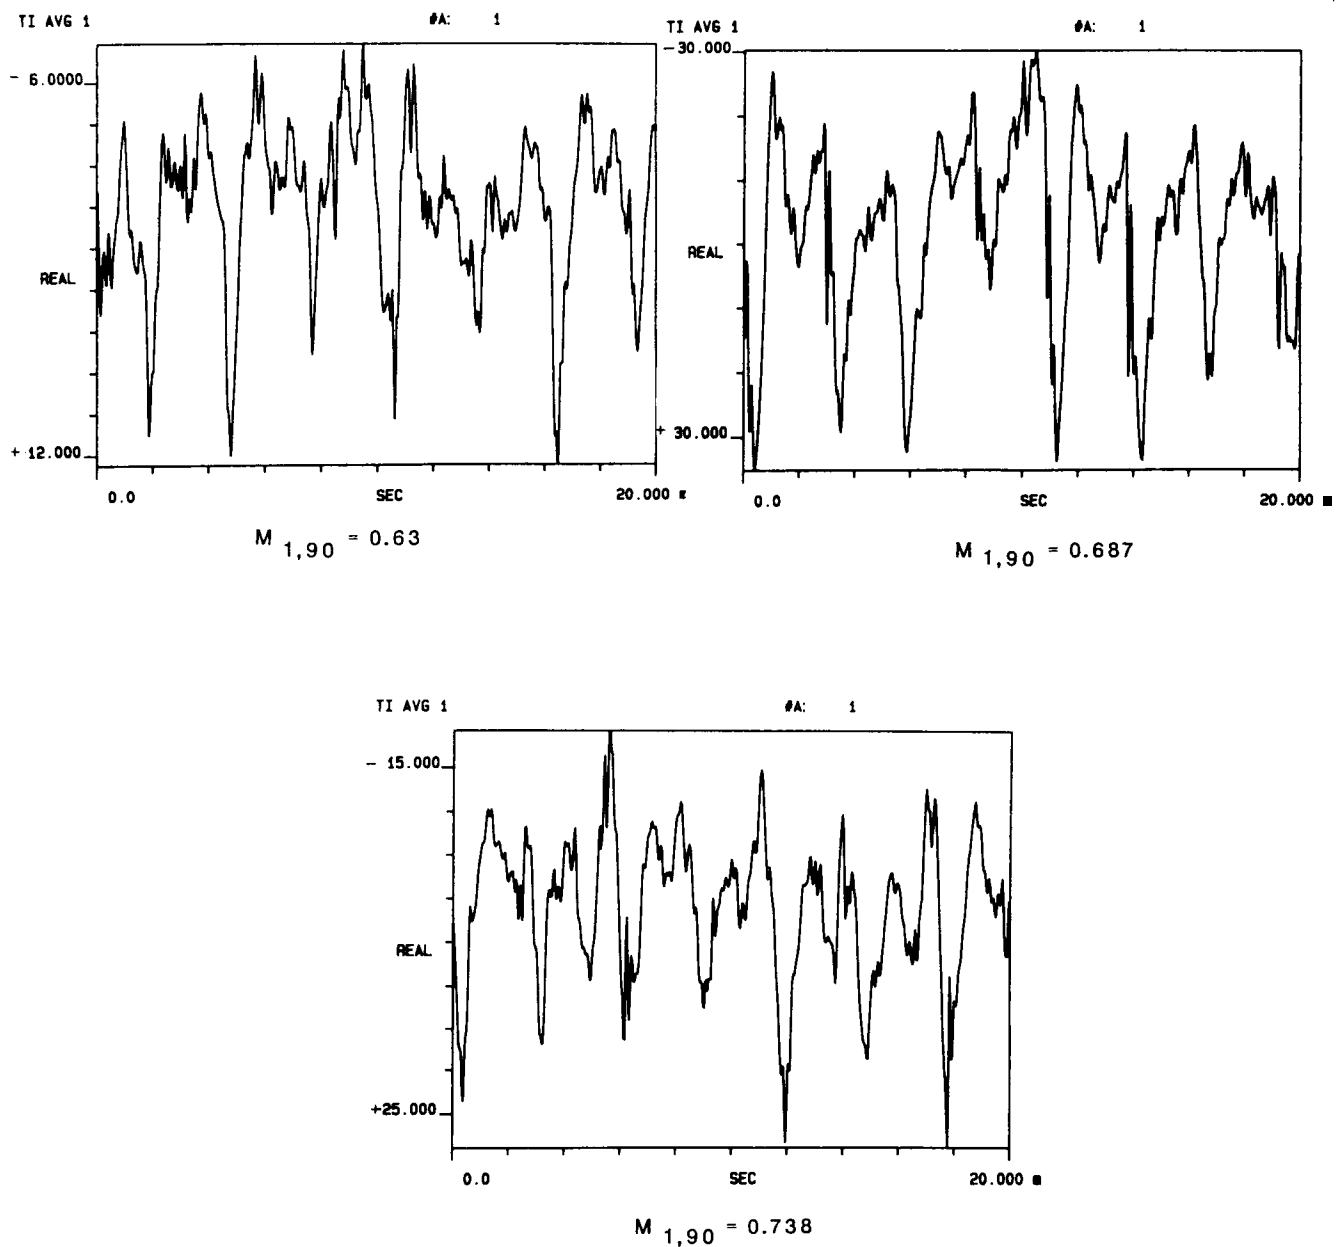 TI AVG 1 #A: 1
- 6.0000
REAL
+ 12.000
0.0 SEC 20.000 m
M 1,90 = 0.63
TI AVG 1 #A: 1
-30.000
REAL
+ 30.000
0.0 SEC 20.000 m
M 1,90 = 0.687
TI AVG 1 #A: 1
- 15.000
REAL
+25.000
0.0 SEC 20.000 m
M 1,90 = 0.738